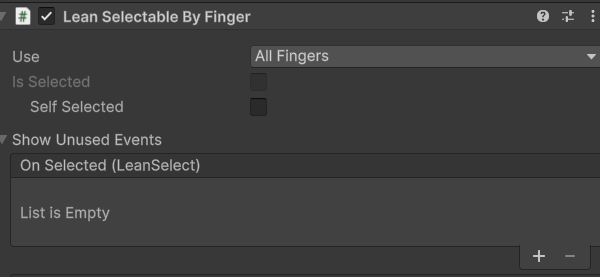 Lean Selectable By Finger
Use All Fingers
Is Selected
Self Selected
Show Unused Events
On Selected (LeanSelect)
List is Empty